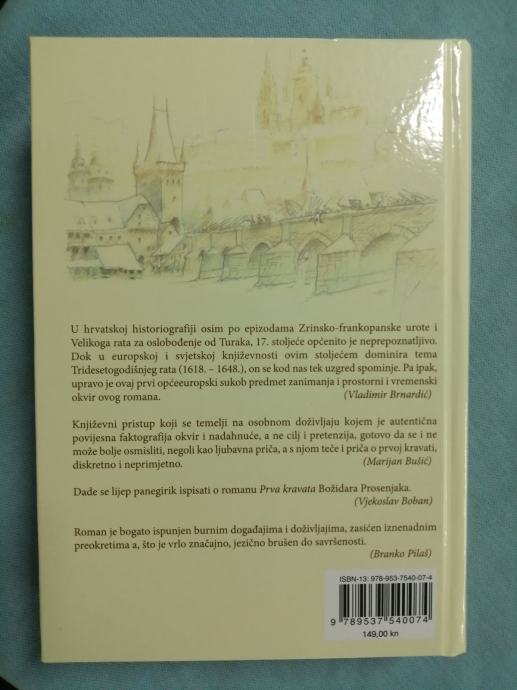 U hrvatskoj historiografiji osim po epizodama Zrinsko-frankopanske urote i
Velikoga rata za oslobođenje od Turaka, 17. stoljeće općenito je neprepoznatljivo.
Dok u europskoj i svjetskoj književnosti ovim stoljećem dominira tema
Tridesetogodišnjeg rata (1618. – 1648.), on se kod nas tek uzgred spominje. Pa ipak,
upravo je ovaj prvi općeeuropski sukob predmet zanimanja i prostorni i vremenski
okvir ovog romana. (Vladimir Brnardić)
Književni pristup koji se temelji na osobnom doživljaju kojem je autentična
povijesna faktografija okvir i nadahnuće, a ne cilj i pretenzija, gotovo da se i ne
može bolje osmisliti, negoli kao ljubavna priča, a s njom teče i priča o prvoj kravati,
diskretno i neprimjetno. (Marijan Bušić)
Dade se lijep panegirik ispisati o romanu Prva kravata Božidara Prosenjaka.
(Vjekoslav Boban)
Roman je bogato ispunjen burnim događajima i doživljajima, zasićen iznenadnim
preokretima a, što je vrlo značajno, jezično brušen do savršenosti.
(Branko Pilaš)
ISBN-13: 978-953-7540-07-4
9 789537 540074
149,00 kn